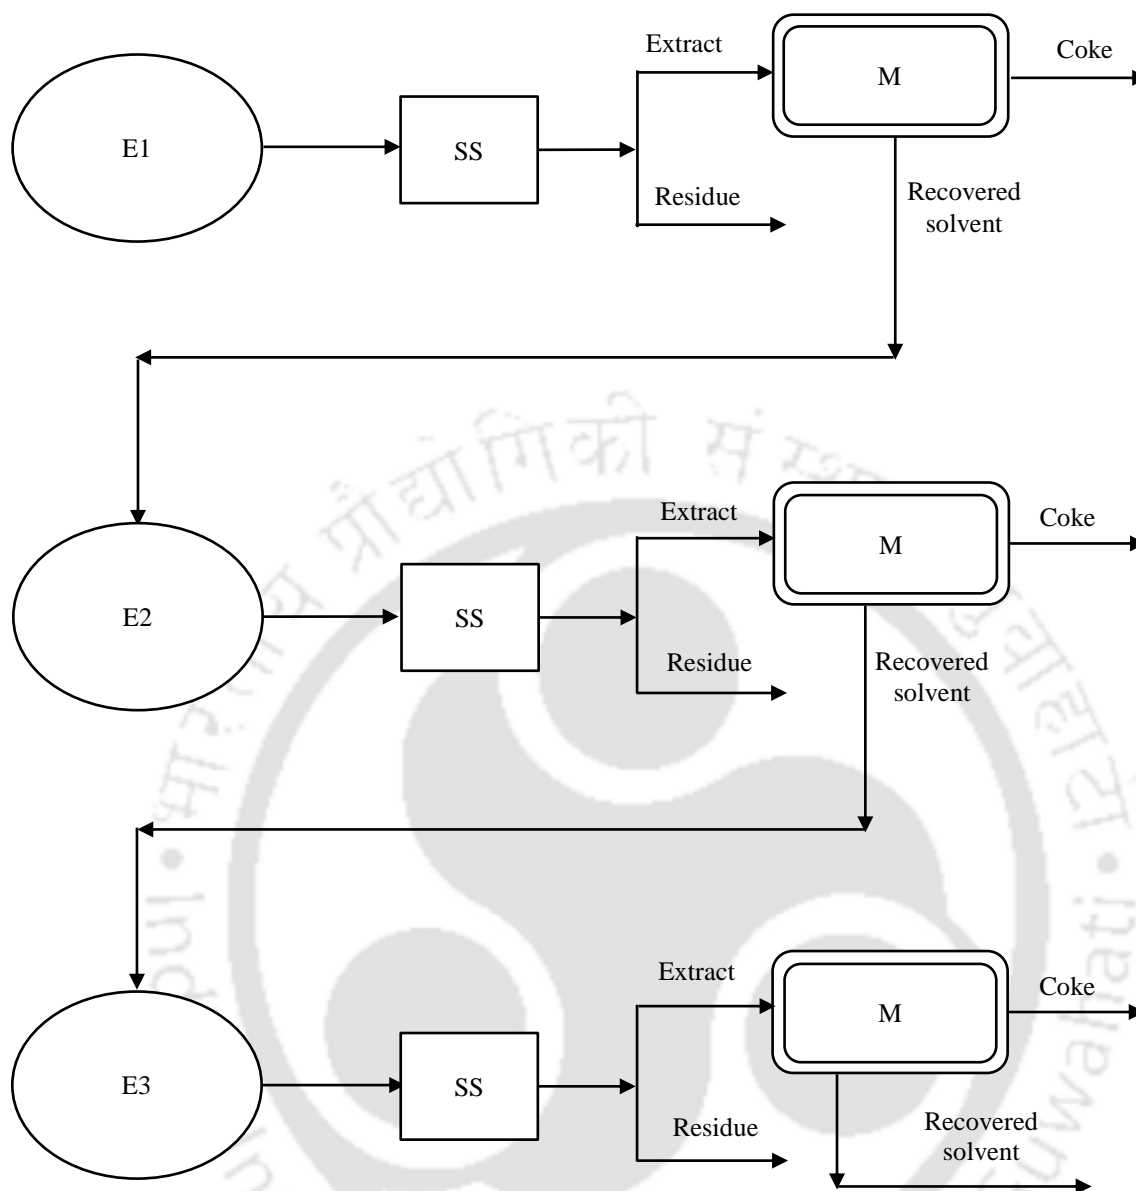 E1
SS
Extract
Residue
M
Coke
Recovered
solvent
E2
SS
Extract
Residue
M
Coke
Recovered
solvent
E3
SS
Extract
Residue
M
Coke
Recovered
solvent